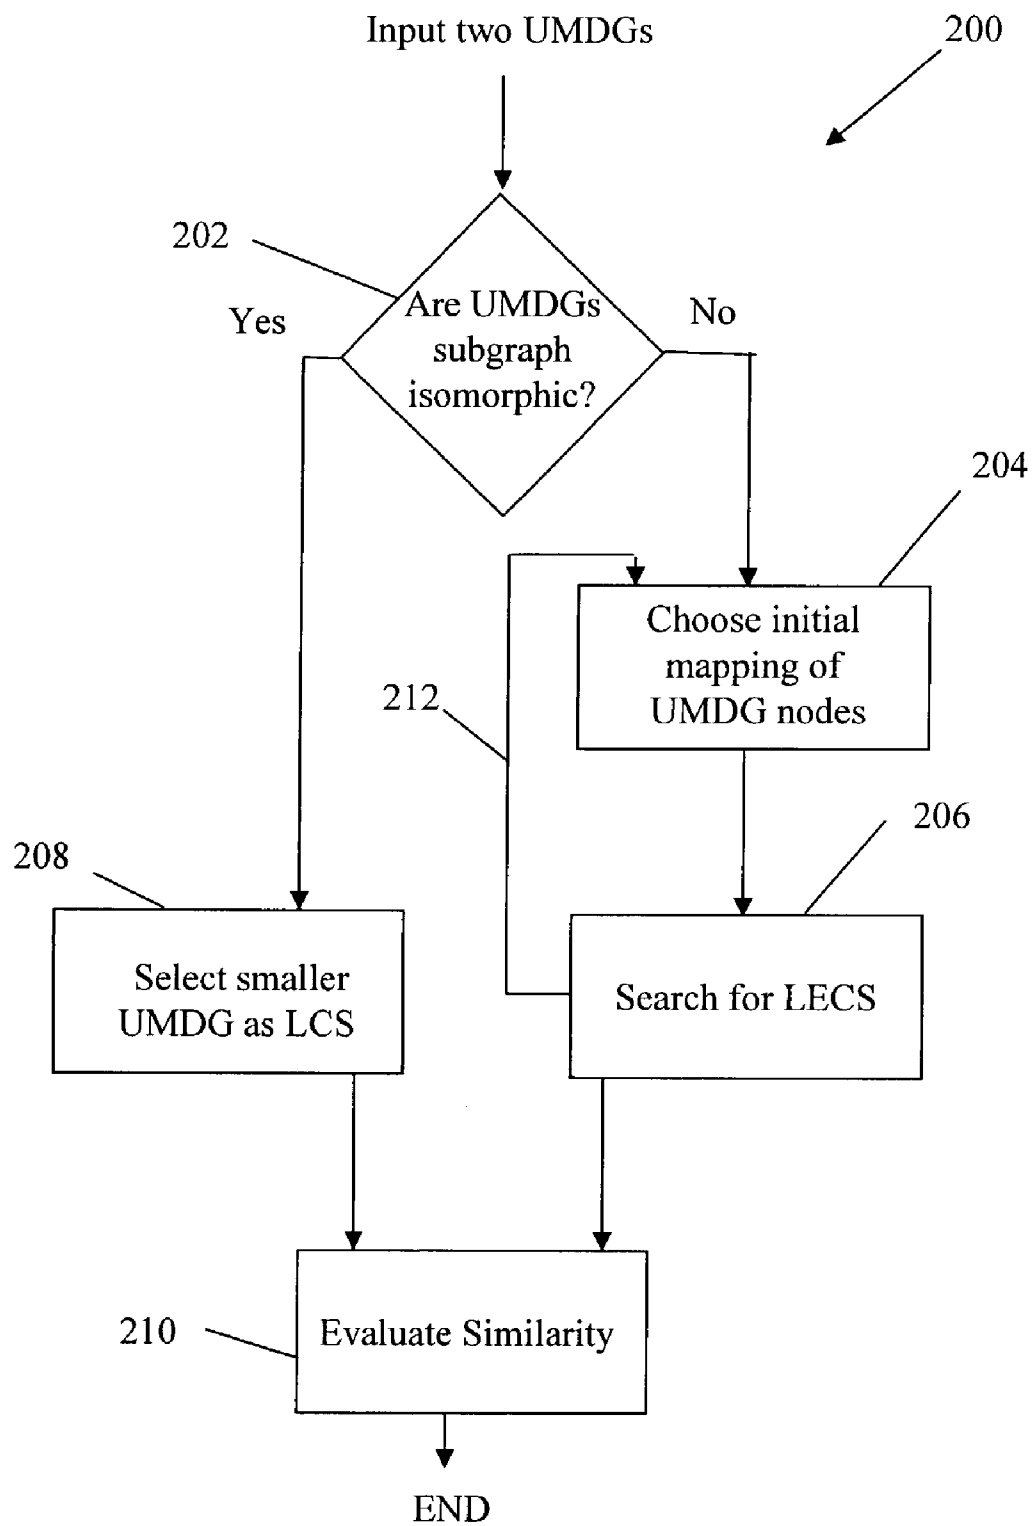 Input two UMDGs
200
202
Yes
Are UMDGs
subgraph
isomorphic?
No
204
Choose initial
mapping of
UMDG nodes
212
206
208
Select smaller
UMDG as LCS
Search for LECS
210
Evaluate Similarity
END